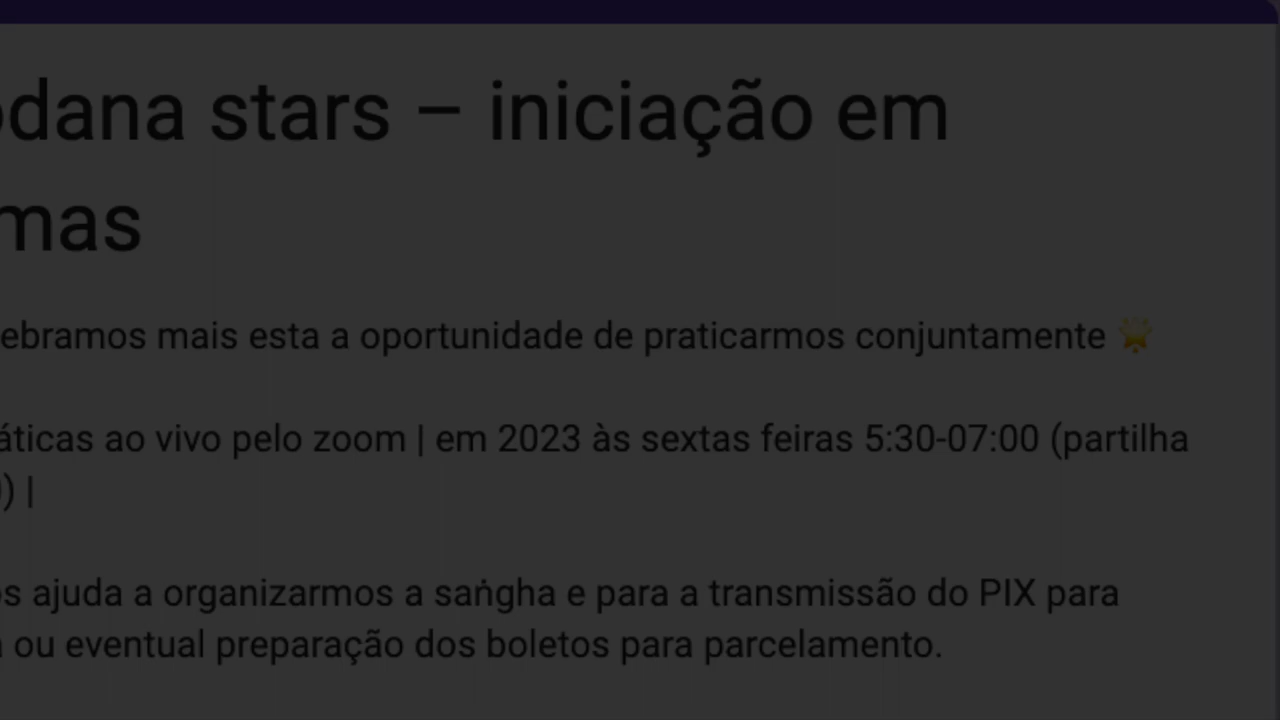 odana stars – iniciação em
mas
ebramos mais esta a oportunidade de praticarmos conjuntamente 🌟
áticas ao vivo pelo zoom | em 2023 às sextas feiras 5:30-07:00 (partilha
) |
os ajuda a organizarmos a saṅgha e para a transmissão do PIX para
ou eventual preparação dos boletos para parcelamento.